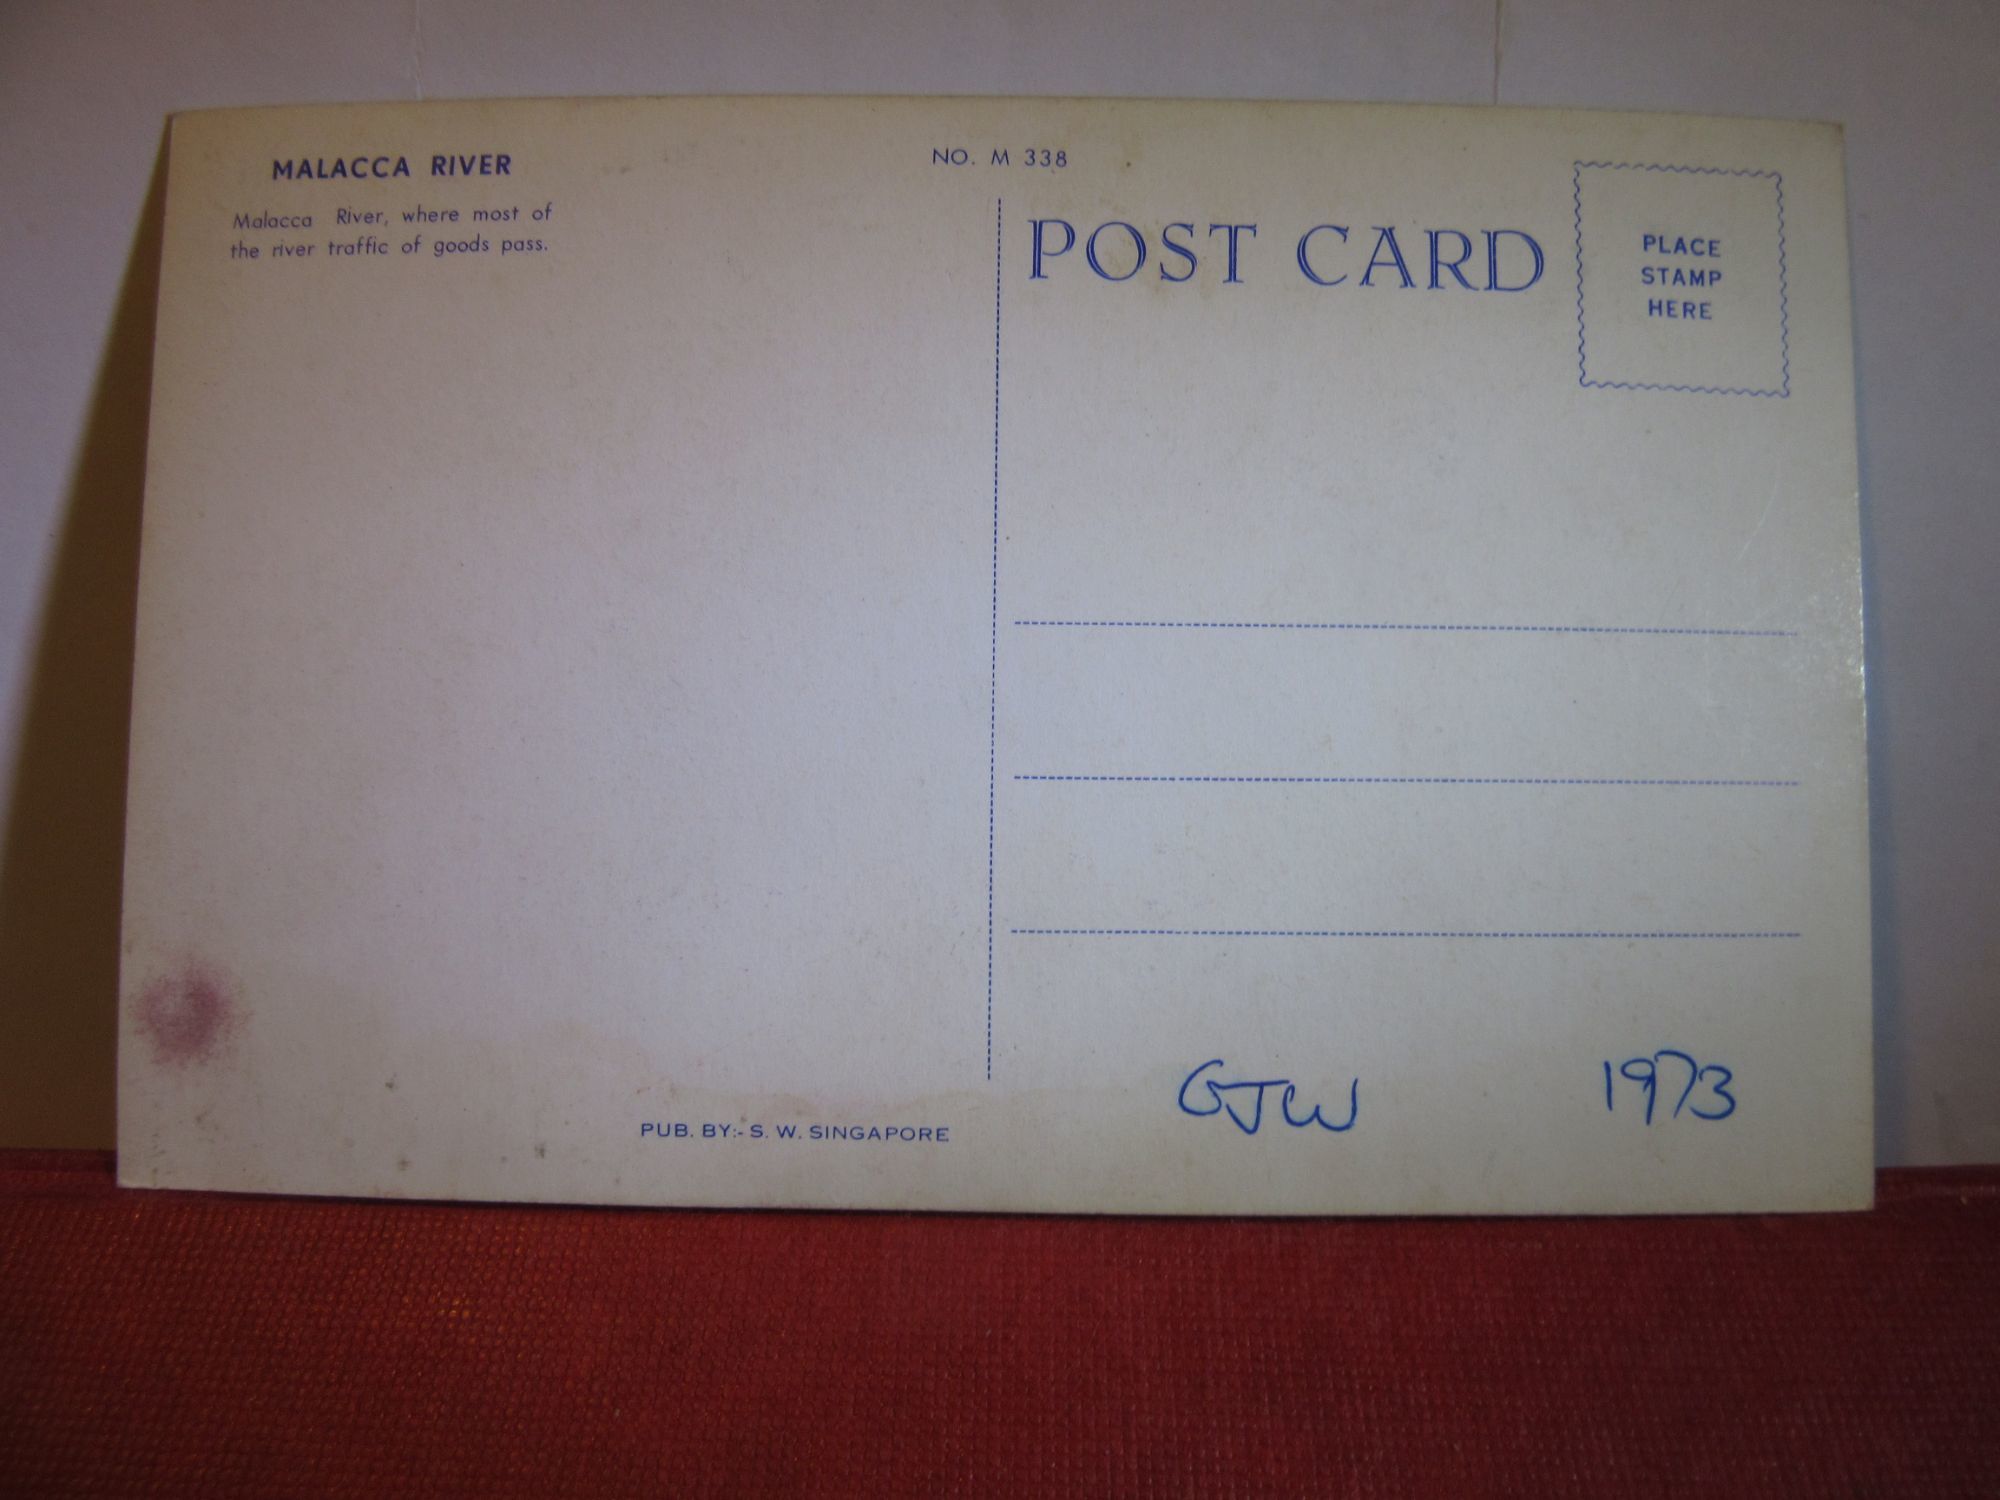 MALACCA RIVER
Malacca River, where most of
the river traffic of goods pass.
NO. M 338
POST CARD
PLACE
STAMP
HERE
PUB. BY:- S. W. SINGAPORE
GJW 1973